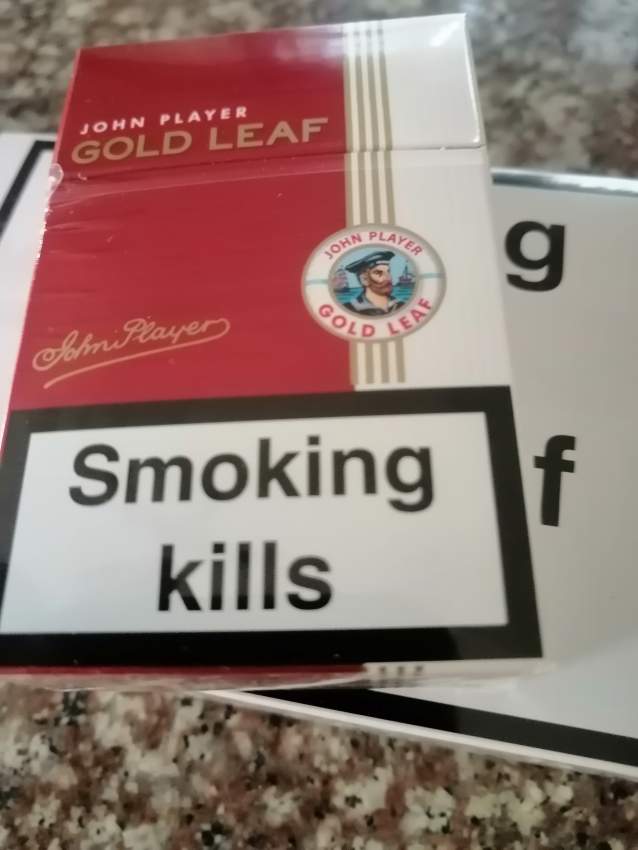 JOHN PLAYER
GOLD LEAF
JOHN PLAYER
GOLD LEAF
John Player
Smoking
kills
g
f